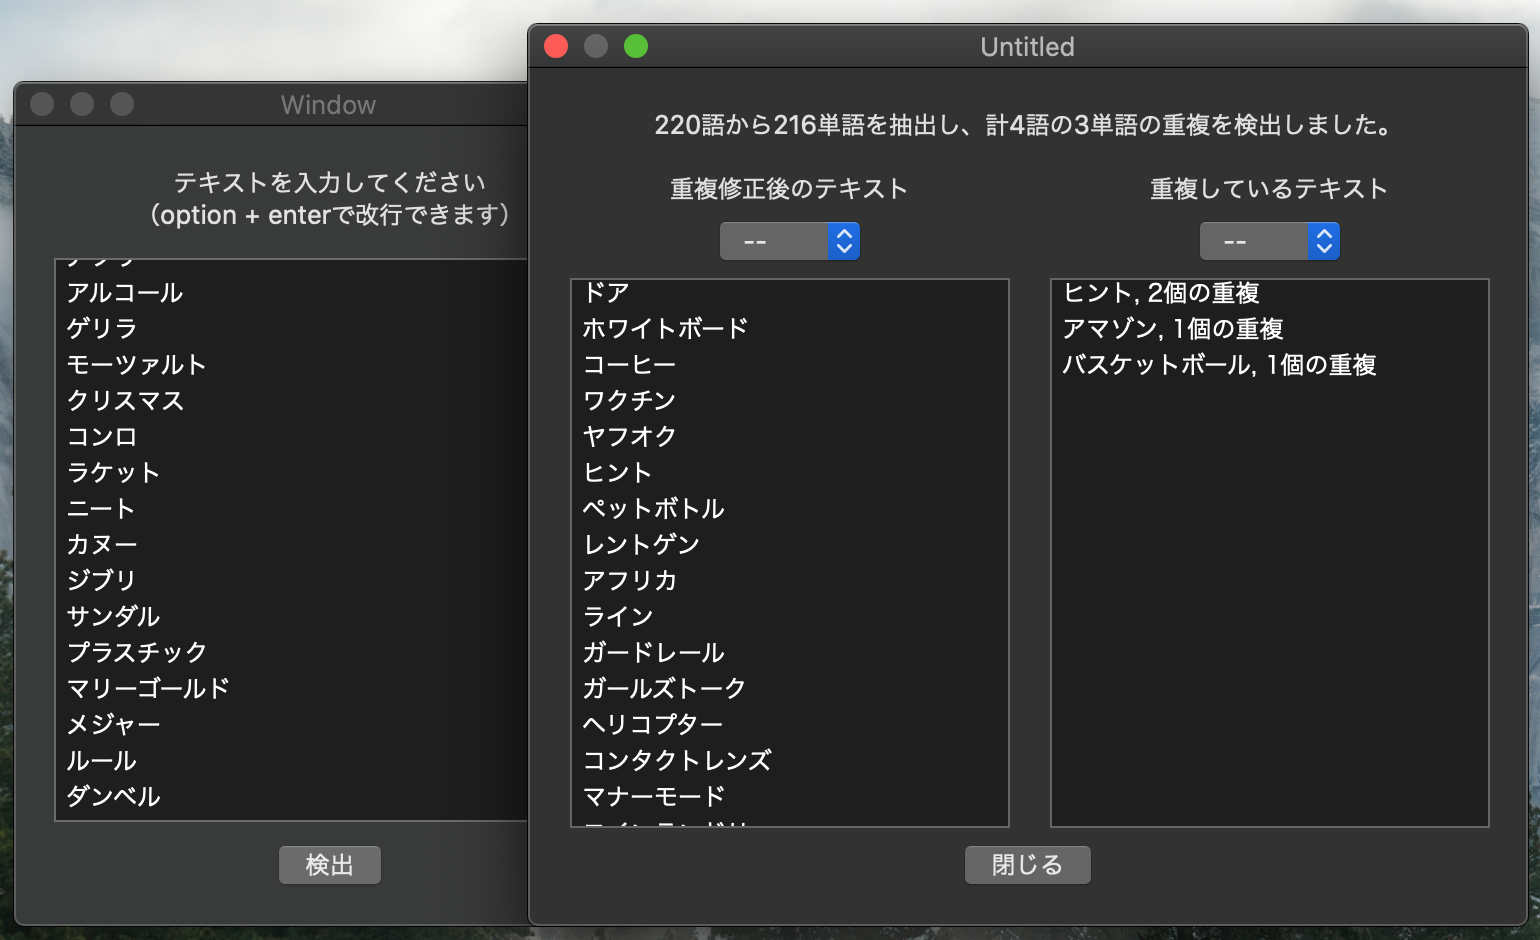 Window
テキストを入力してください
（option + enterで改行できます）
アルコール
ゲリラ
モーツァルト
クリスマス
コンロ
ラケット
ニート
カヌー
ジブリ
サンダル
プラスチック
マリーゴールド
メジャー
ルール
ダンベル
検出
Untitled
220語から216単語を抽出し、計4語の3単語の重複を検出しました。
重複修正後のテキスト
--
ドア
ホワイトボード
コーヒー
ワクチン
ヤフオク
ヒント
ペットボトル
レントゲン
アフリカ
ライン
ガードレール
ガールズトーク
ヘリコプター
コンタクトレンズ
マナーモード
重複しているテキスト
--
ヒント, 2個の重複
アマゾン, 1個の重複
バスケットボール, 1個の重複
閉じる